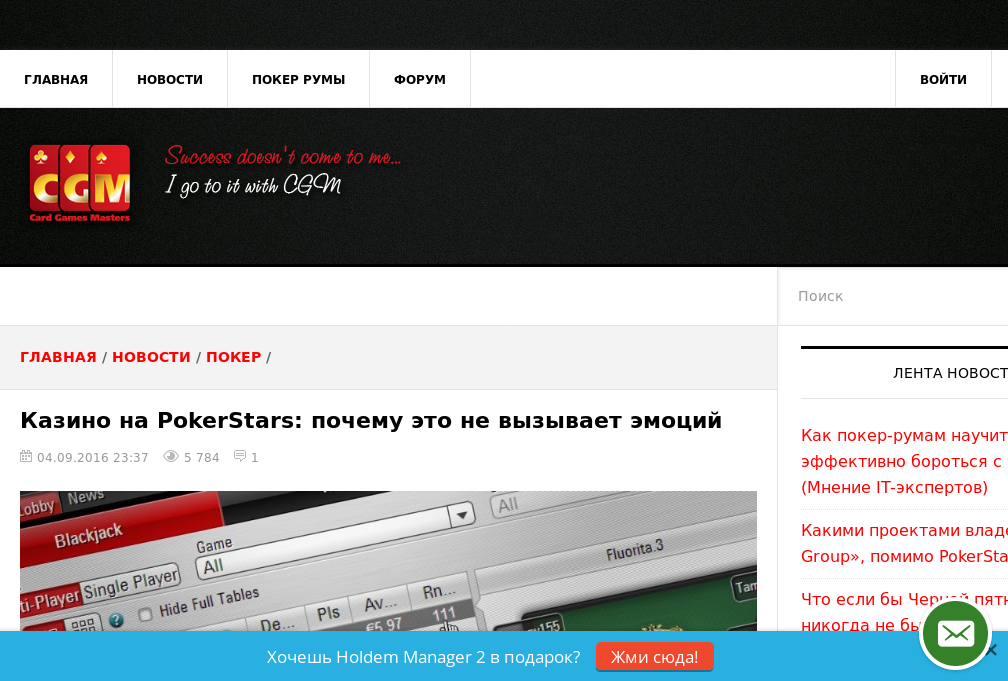 ГЛАВНАЯ
НОВОСТИ
ПОКЕР РУМЫ
ФОРУМ
ВОЙТИ
CGM
Card Games Masters
Success doesn't come to me...
I go to it with CGM
Поиск
ГЛАВНАЯ / НОВОСТИ / ПОКЕР /
ЛЕНТА НОВОСТ
Казино на PokerStars: почему это не вызывает эмоций
04.09.2016 23:37
5 784
1
Как покер-румам научит
эффективно бороться с
(Мнение IT-экспертов)
Какими проектами владе
Group», помимо PokerSta
Что если бы Черной пятн
никогда не бы
Lobby News
Blackjack
Game
All
All
ti-Player Single Player
Hide Full Tables
De... Pls Av... Rn...
€5.97 111
Fluorita.3
Tam
ny155
Хочешь Holdem Manager 2 в подарок?
Жми сюда!